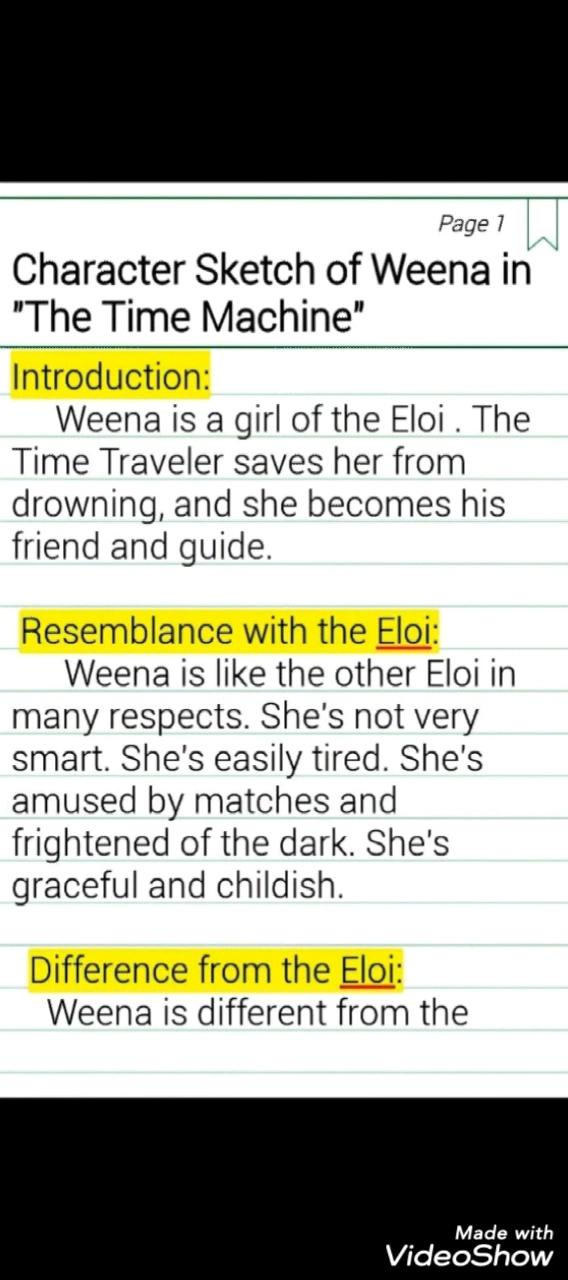 Page 1
Character Sketch of Weena in
"The Time Machine"
Introduction:
Weena is a girl of the Eloi . The
Time Traveler saves her from
drowning, and she becomes his
friend and guide.
Resemblance with the Eloi:
Weena is like the other Eloi in
many respects. She's not very
smart. She's easily tired. She's
amused by matches and
frightened of the dark. She's
graceful and childish.
Difference from the Eloi:
Weena is different from the
Made with
VideoShow